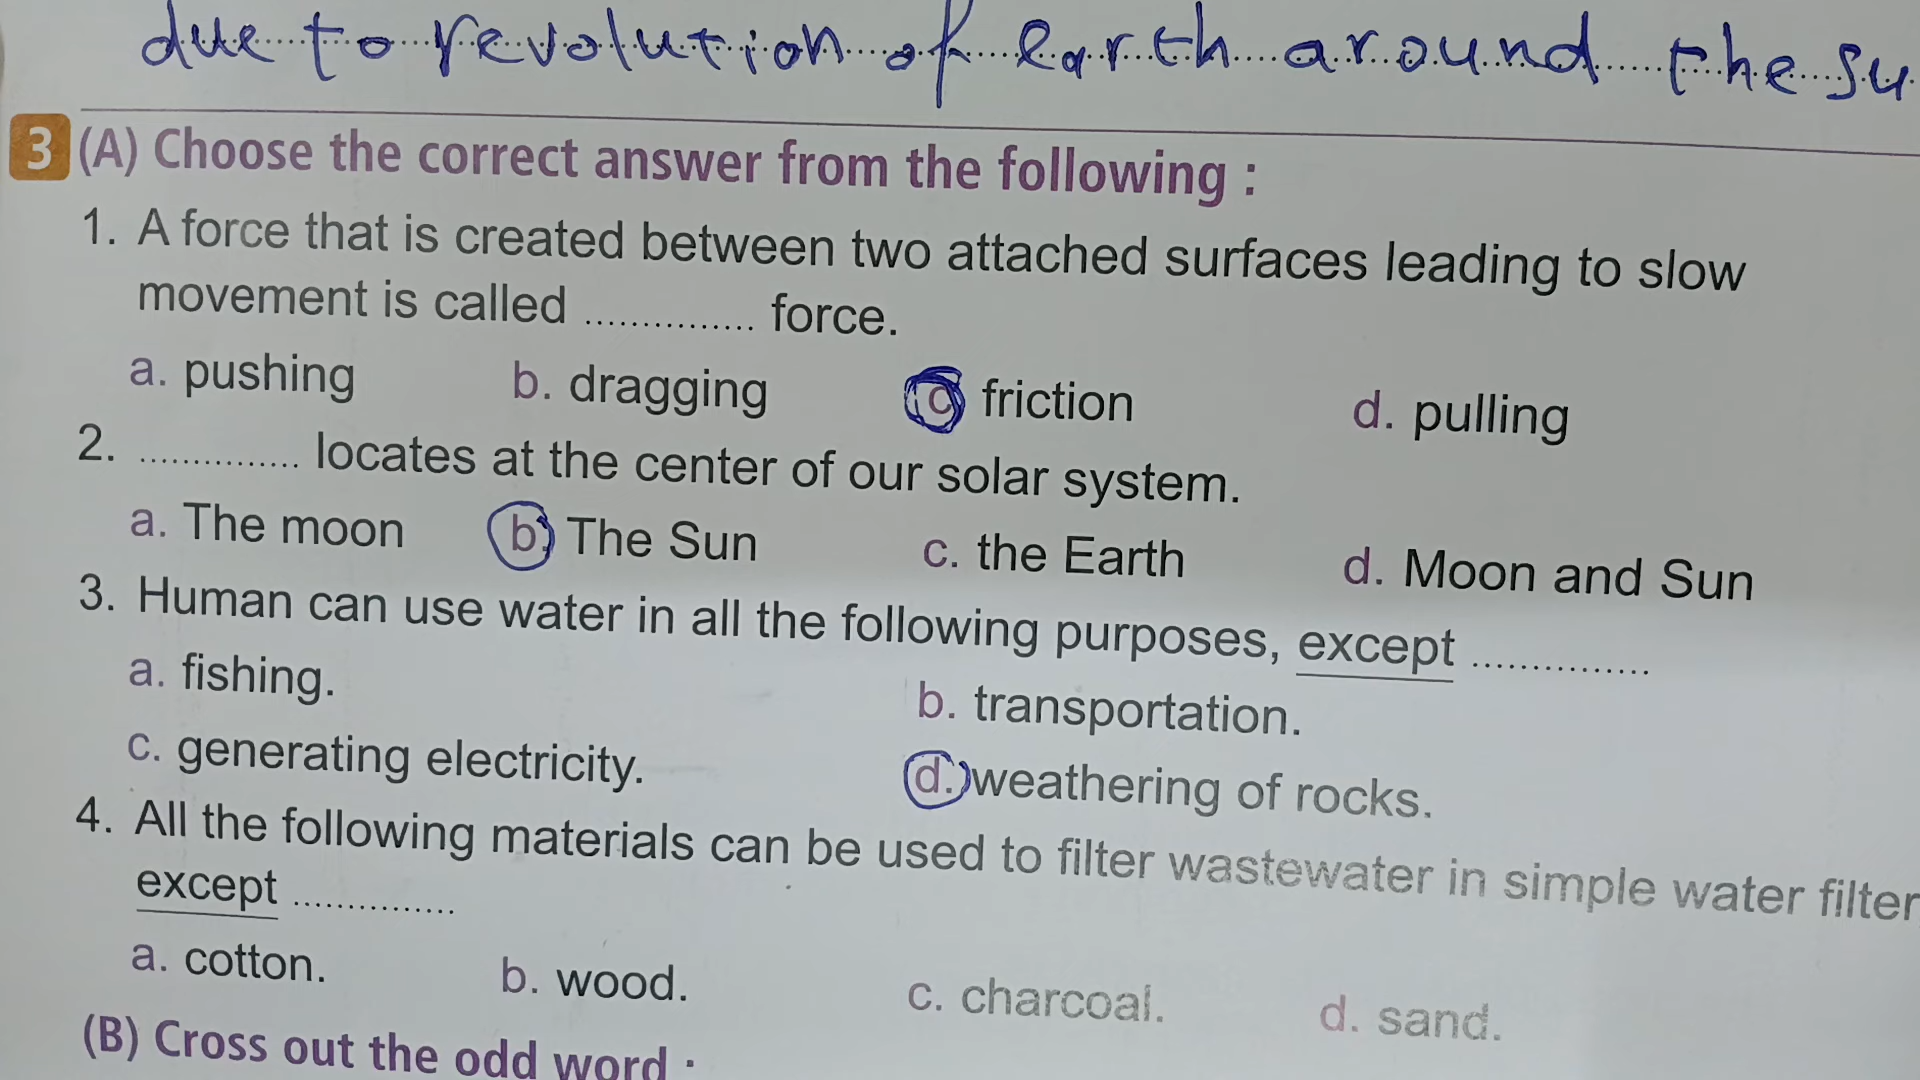 due to revolution of earth around the su
3 (A) Choose the correct answer from the following :
1. A force that is created between two attached surfaces leading to slow
movement is called ............... force.
a. pushing b. dragging c friction d. pulling
2. ............... locates at the center of our solar system.
a. The moon b. The Sun c. the Earth d. Moon and Sun
3. Human can use water in all the following purposes, except ...............
a. fishing. b. transportation.
c. generating electricity. d. weathering of rocks.
4. All the following materials can be used to filter wastewater in simple water filter
except ...............
a. cotton. b. wood. c. charcoal. d. sand.
(B) Cross out the odd word :